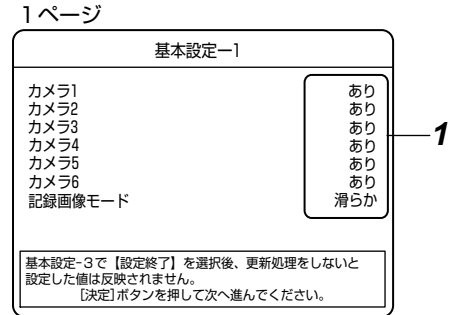 1ページ
基本設定ー1
カメラ1 あり
カメラ2 あり
カメラ3 あり
カメラ4 あり
カメラ5 あり
カメラ6 あり
記録画像モード 滑らか
1
基本設定-3で【設定終了】を選択後、更新処理をしないと
設定した値は反映されません。
[決定]ボタンを押して次へ進んでください。